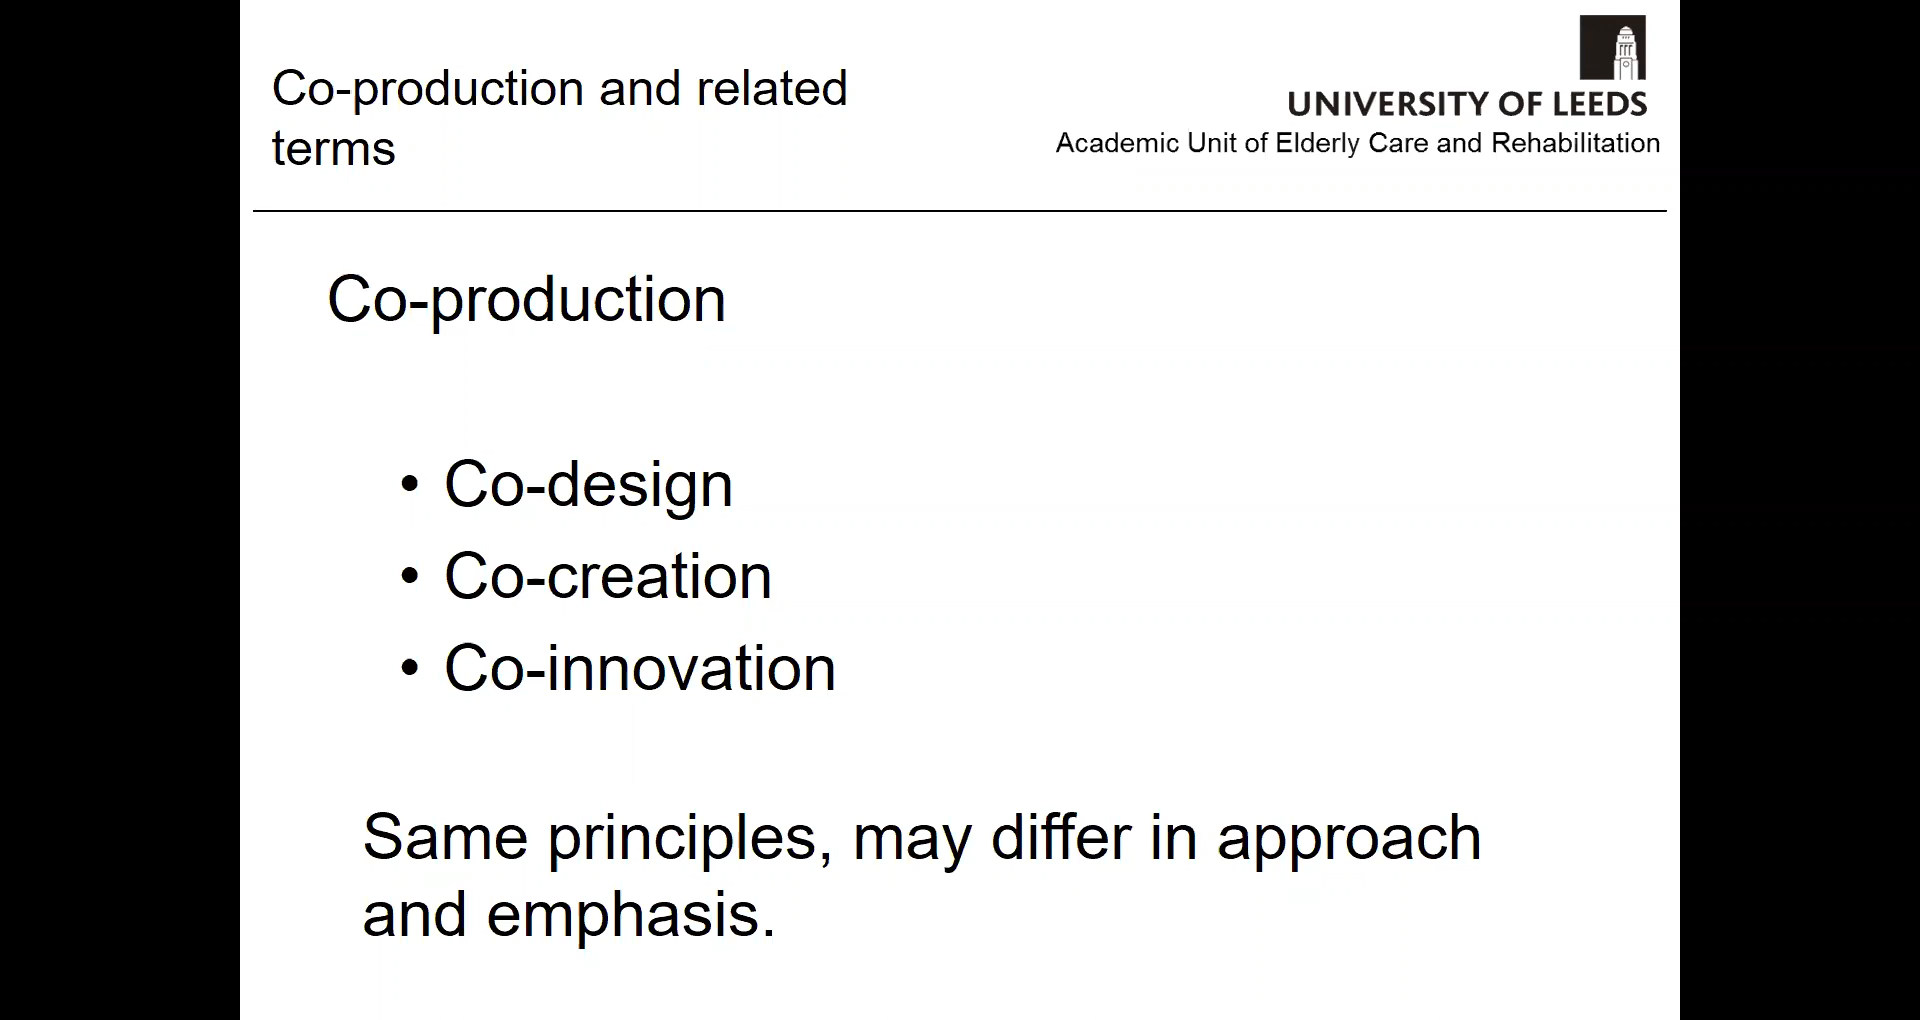 Co-production and related
terms
UNIVERSITY OF LEEDS
Academic Unit of Elderly Care and Rehabilitation
Co-production
• Co-design
• Co-creation
• Co-innovation
Same principles, may differ in approach
and emphasis.